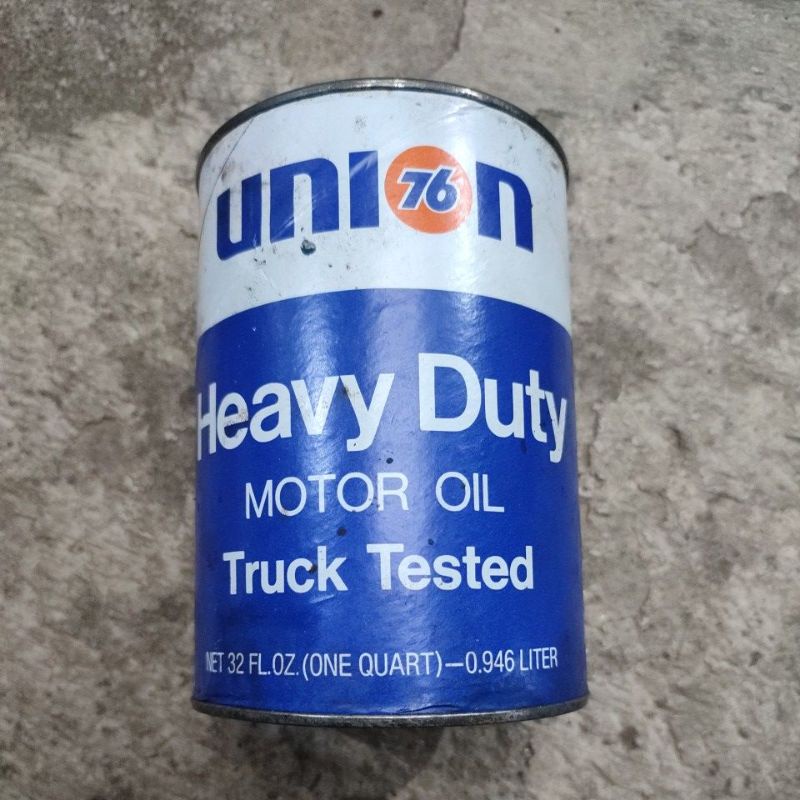 union
76
Heavy Duty
MOTOR OIL
Truck Tested
NET 32 FL.OZ. (ONE QUART)—0.946 LITER